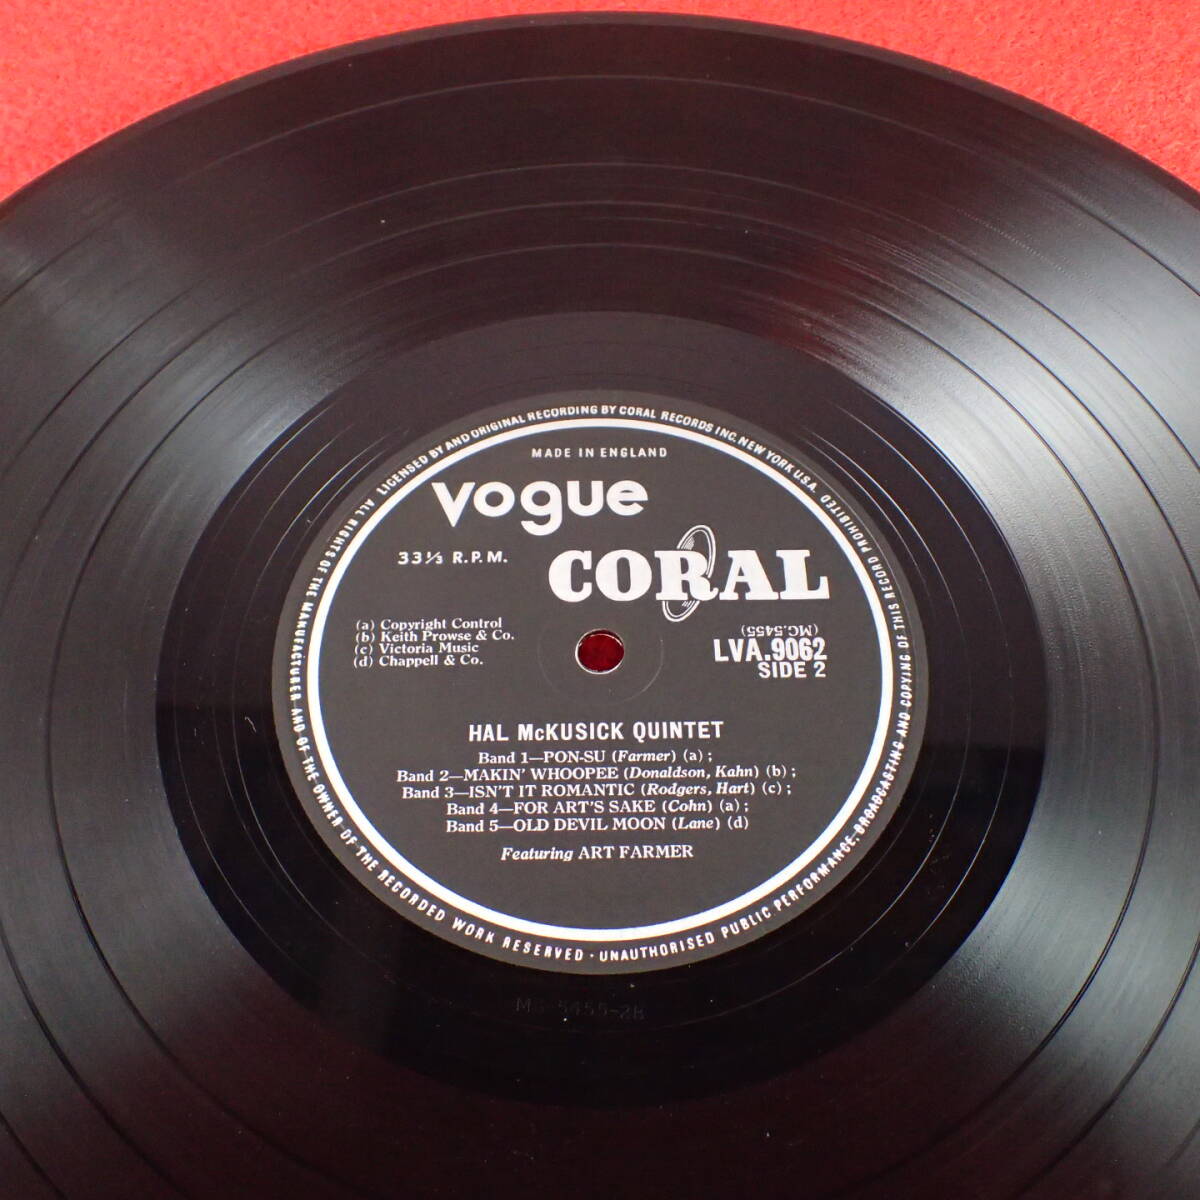 ALL RIGHTS OF THE MANUFACTURER AND OF THE OWNER OF THE RECORDED WORK RESERVED · UNAUTHORISED PUBLIC PERFORMANCE, BROADCASTING AND COPYING OF THIS RECORD PROHIBITED
LICENSED BY AND ORIGINAL RECORDING BY CORAL RECORDS INC. NEW YORK U.S.A.
MADE IN ENGLAND
vogue
33⅓ R.P.M.
CORAL
(a) Copyright Control
(b) Keith Prowse & Co.
(c) Victoria Music
(d) Chappell & Co.
(MG.5455)
LVA.9062
SIDE 2
HAL McKUSICK QUINTET
Band 1—PON-SU (Farmer) (a) ;
Band 2—MAKIN' WHOOPEE (Donaldson, Kahn) (b) ;
Band 3—ISN'T IT ROMANTIC (Rodgers, Hart) (c) ;
Band 4—FOR ART'S SAKE (Cohn) (a) ;
Band 5—OLD DEVIL MOON (Lane) (d)
Featuring ART FARMER
MG 5455-2B